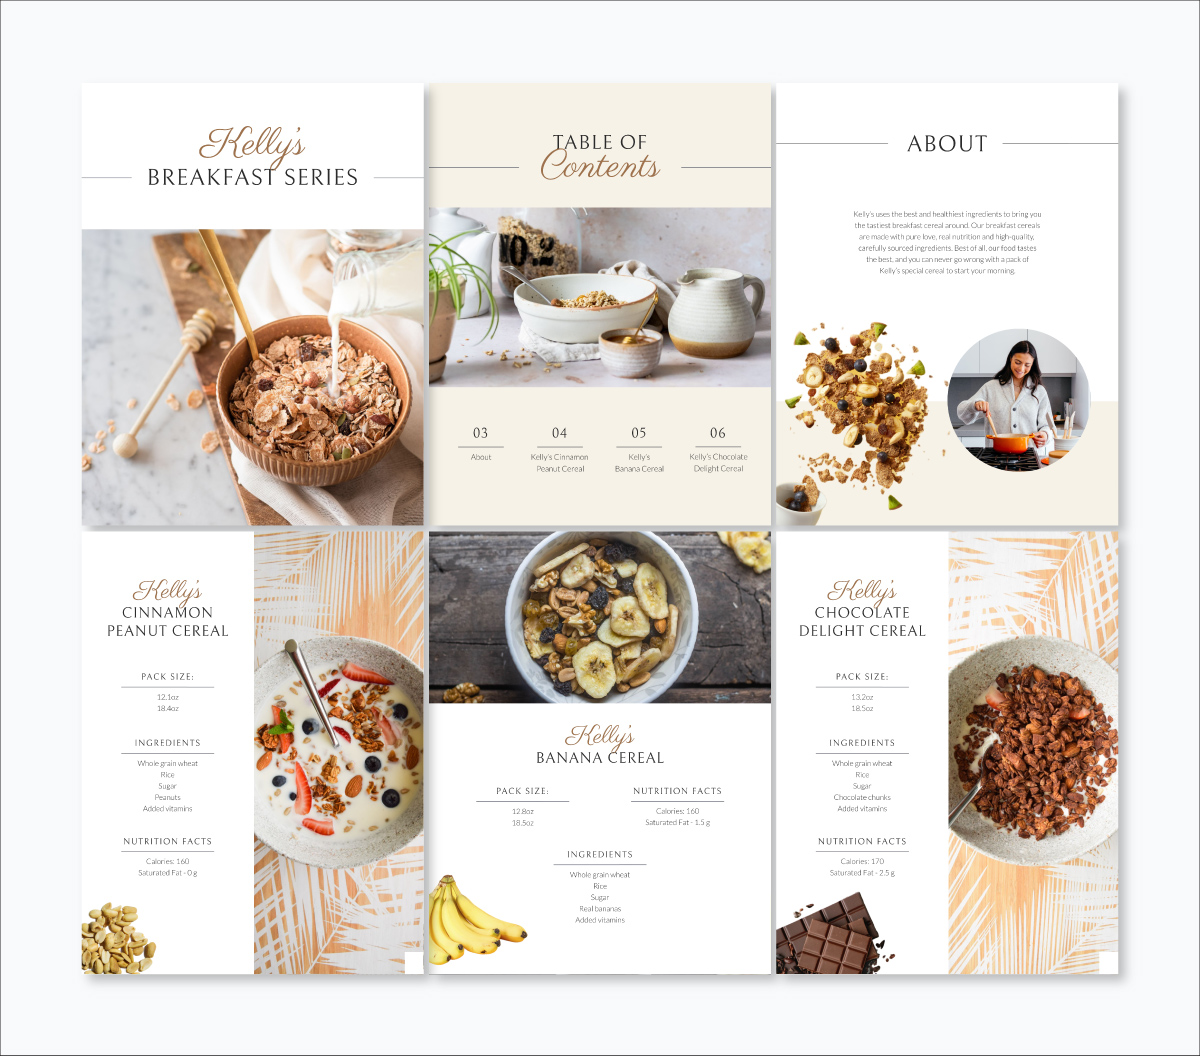 Kelly's
BREAKFAST SERIES
TABLE OF
Contents
10.2
03
About
04
Kelly's Cinnamon
Peanut Cereal
05
Kelly's
Banana Cereal
06
Kelly's Chocolate
Delight Cereal
ABOUT
Kelly's uses the best and healthiest ingredients to bring you
the tastiest breakfast cereal around. Our breakfast cereals
are made with pure love, real nutrition and high-quality,
carefully sourced ingredients. Best of all, our food tastes
the best, and you can never go wrong with a pack of
Kelly's special cereal to start your morning.
Kelly's
CINNAMON
PEANUT CEREAL
PACK SIZE:
12.1oz
18.4oz
INGREDIENTS
Whole grain wheat
Rice
Sugar
Peanuts
Added vitamins
NUTRITION FACTS
Calories: 160
Saturated Fat - 0 g
Kelly's
BANANA CEREAL
PACK SIZE:
12.8oz
18.5oz
NUTRITION FACTS
Calories: 160
Saturated Fat - 1.5 g
INGREDIENTS
Whole grain wheat
Rice
Sugar
Real bananas
Added vitamins
Kelly's
CHOCOLATE
DELIGHT CEREAL
PACK SIZE:
13.2oz
18.5oz
INGREDIENTS
Whole grain wheat
Rice
Sugar
Chocolate chunks
Added vitamins
NUTRITION FACTS
Calories: 170
Saturated Fat - 2.5 g